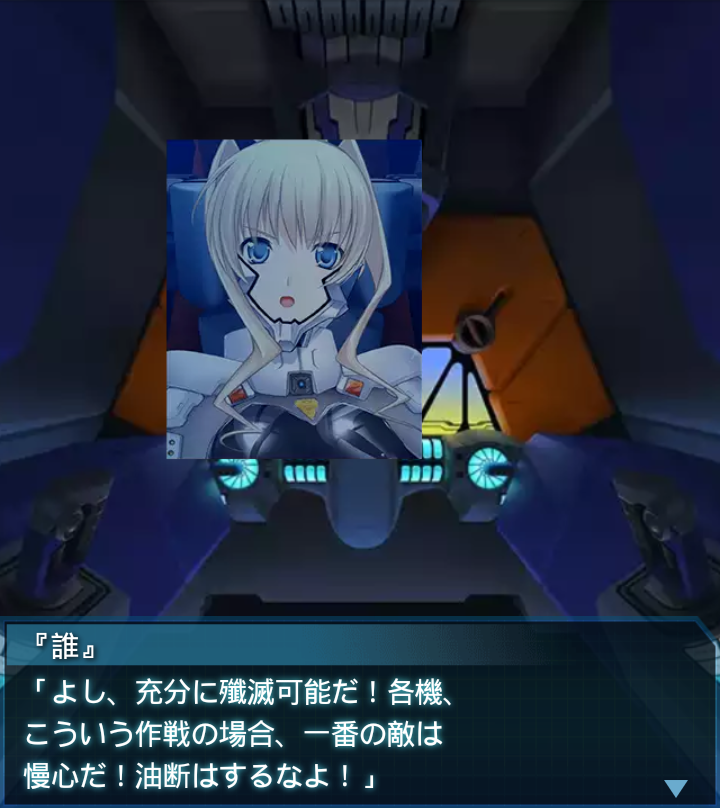 『誰』
「よし、充分に殲滅可能だ！各機、
こういう作戦の場合、一番の敵は
慢心だ！油断はするなよ！」